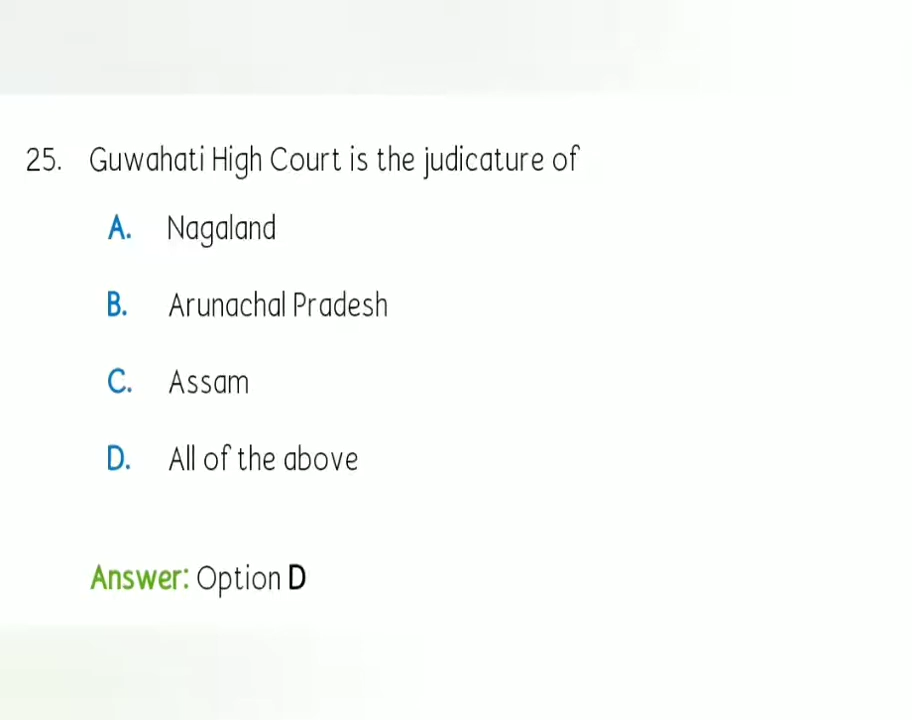 25. Guwahati High Court is the judicature of
A. Nagaland
B. Arunachal Pradesh
C. Assam
D. All of the above
Answer: Option D